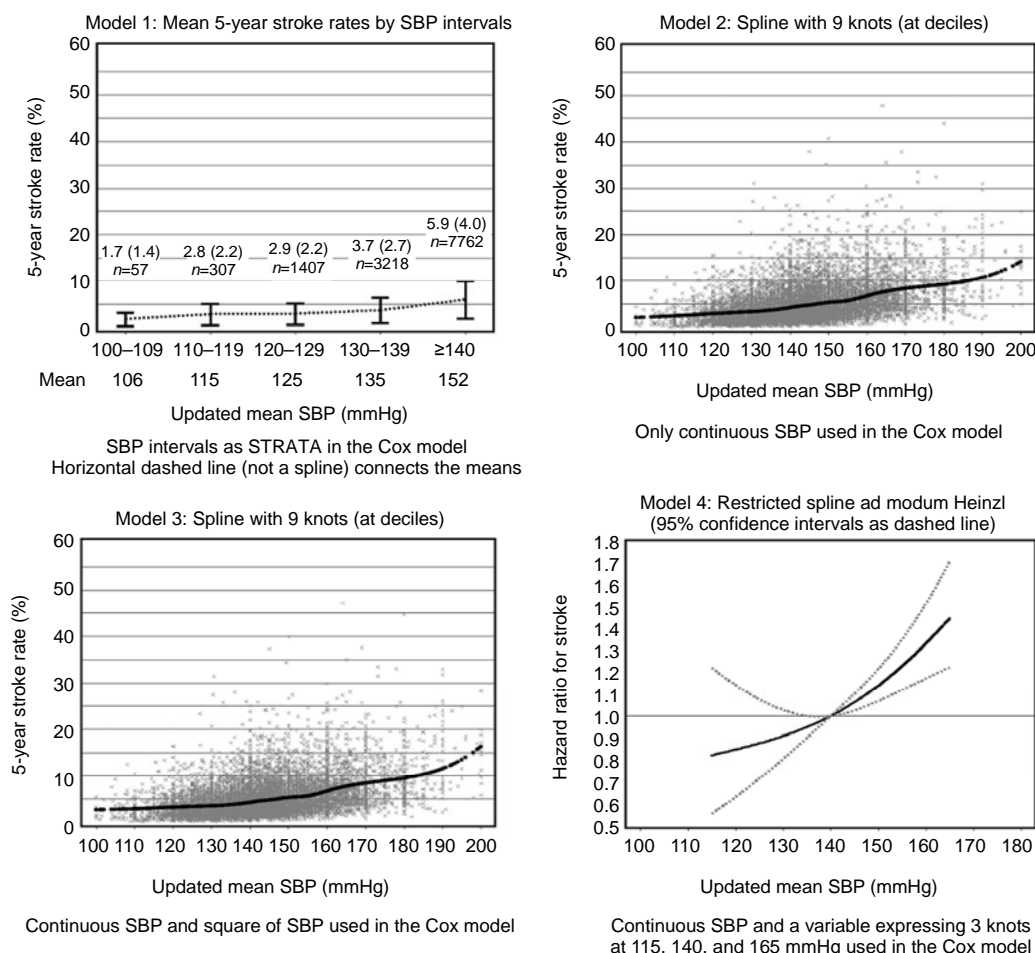 Model 1: Mean 5-year stroke rates by SBP intervals
60
50
40
30
20
10
0
5-year stroke rate (%)
1.7 (1.4)
n=57
2.8 (2.2)
n=307
2.9 (2.2)
n=1407
3.7 (2.7)
n=3218
5.9 (4.0)
n=7762
100–109 110–119 120–129 130–139 ≥140
Mean 106 115 125 135 152
Updated mean SBP (mmHg)
SBP intervals as STRATA in the Cox model
Horizontal dashed line (not a spline) connects the means
Model 2: Spline with 9 knots (at deciles)
60
50
40
30
20
10
0
5-year stroke rate (%)
100 110 120 130 140 150 160 170 180 190 200
Updated mean SBP (mmHg)
Only continuous SBP used in the Cox model
Model 3: Spline with 9 knots (at deciles)
60
50
40
30
20
10
0
5-year stroke rate (%)
100 110 120 130 140 150 160 170 180 190 200
Updated mean SBP (mmHg)
Continuous SBP and square of SBP used in the Cox model
Model 4: Restricted spline ad modum Heinzl
(95% confidence intervals as dashed line)
1.8
1.7
1.6
1.5
1.4
1.3
1.2
1.1
1.0
0.9
0.8
0.7
0.6
0.5
Hazard ratio for stroke
100 110 120 130 140 150 160 170 180
Updated mean SBP (mmHg)
Continuous SBP and a variable expressing 3 knots
at 115, 140, and 165 mmHg used in the Cox model